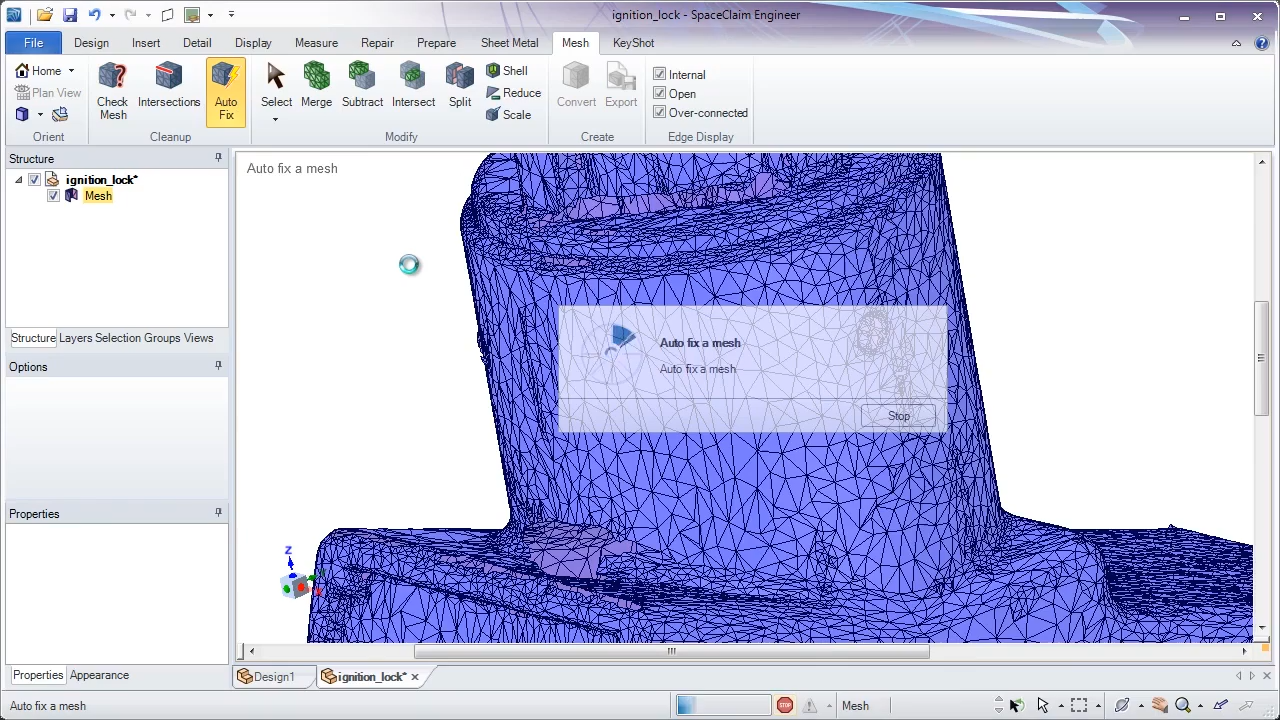 ignition_lock* - SpaceClaim Engineer
File Design Insert Detail Display Measure Repair Prepare Sheet Metal Mesh KeyShot
Home
Plan View
Orient
Check Mesh
Intersections
Auto Fix
Cleanup
Select
Merge
Subtract
Intersect
Split
Shell
Reduce
Scale
Modify
Convert
Export
Create
Internal
Open
Over-connected
Edge Display
Structure
ignition_lock*
Mesh
Structure Layers Selection Groups Views
Options
Properties
Properties Appearance
Auto fix a mesh
Z
Auto fix a mesh
Auto fix a mesh
Stop
Design1 ignition_lock*
Auto fix a mesh
STOP
Mesh